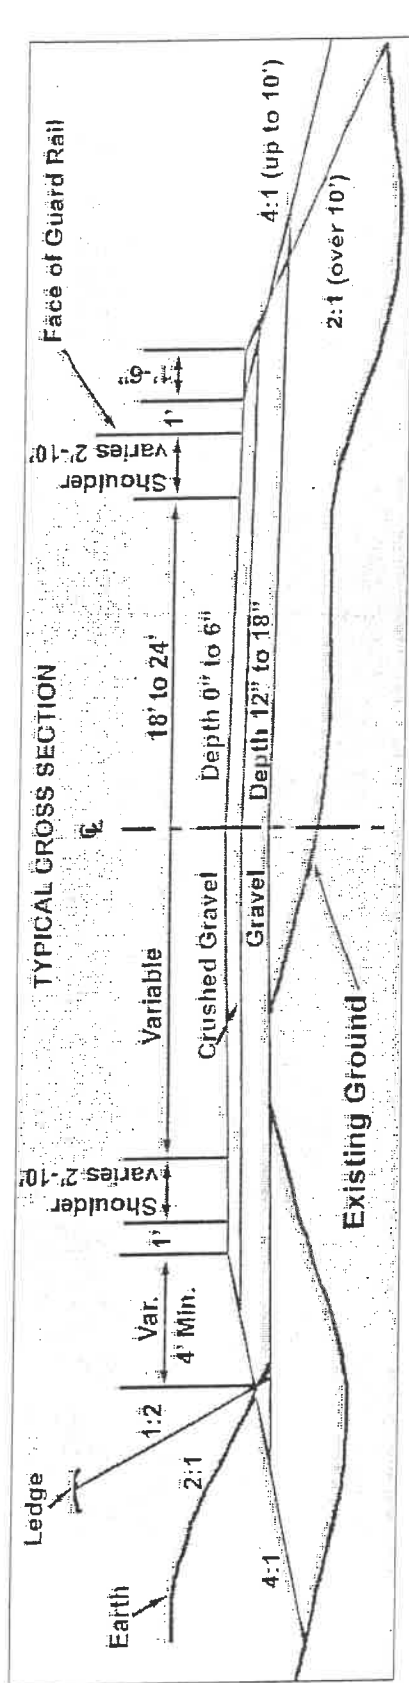 TYPICAL CROSS SECTION
Ledge
Earth
1:2
2:1
4:1
Var.
4' Min.
1'
Shoulder
varies 2'-10'
Variable
℄
18' to 24'
Shoulder
varies 2'-10'
1'
Face of Guard Rail
Crushed Gravel
Depth 0" to 6"
Gravel
Depth 12" to 18"
4:1 (up to 10')
2:1 (over 10')
Existing Ground